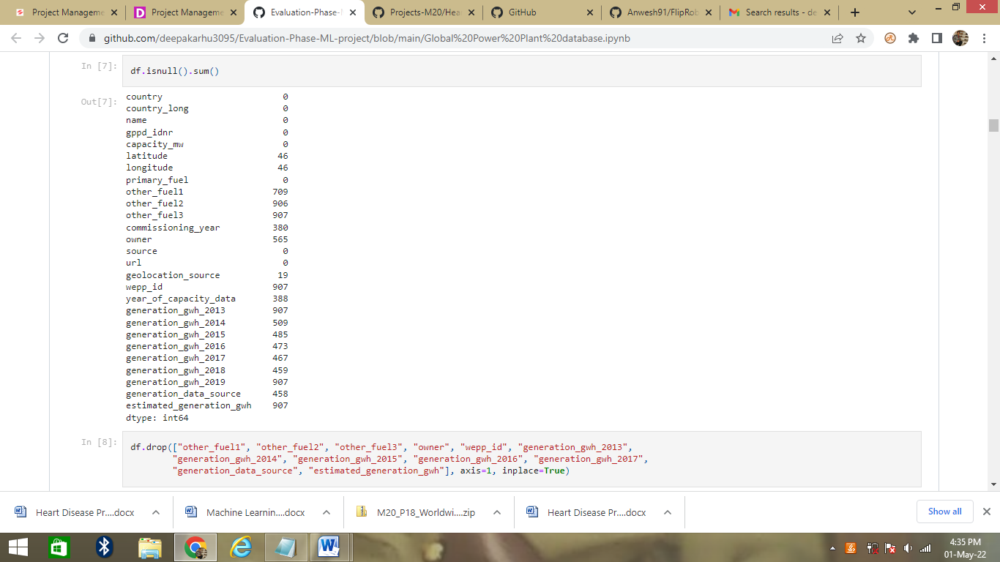 Project Manageme
Project Manageme
Evaluation-Phase-
Projects-M20/Hea
GitHub
Anwesh91/FlipRob
Search results - de
github.com/deepakarhu3095/Evaluation-Phase-ML-project/blob/main/Global%20Power%20Plant%20database.ipynb
In [7]: df.isnull().sum()
Out[7]:
country 0
country_long 0
name 0
gppd_idnr 0
capacity_mw 0
latitude 46
longitude 46
primary_fuel 0
other_fuel1 709
other_fuel2 906
other_fuel3 907
commissioning_year 380
owner 565
source 0
url 0
geolocation_source 19
wepp_id 907
year_of_capacity_data 388
generation_gwh_2013 907
generation_gwh_2014 509
generation_gwh_2015 485
generation_gwh_2016 473
generation_gwh_2017 467
generation_gwh_2018 459
generation_gwh_2019 907
generation_data_source 458
estimated_generation_gwh 907
dtype: int64
In [8]: df.drop(["other_fuel1", "other_fuel2", "other_fuel3", "owner", "wepp_id", "generation_gwh_2013",
"generation_gwh_2014", "generation_gwh_2015", "generation_gwh_2016", "generation_gwh_2017",
"generation_data_source", "estimated_generation_gwh"], axis=1, inplace=True)
Heart Disease Pr....docx
Machine Learnin....docx
M20_P18_Worldwi....zip
Heart Disease Pr....docx
Show all
4:35 PM
01-May-22